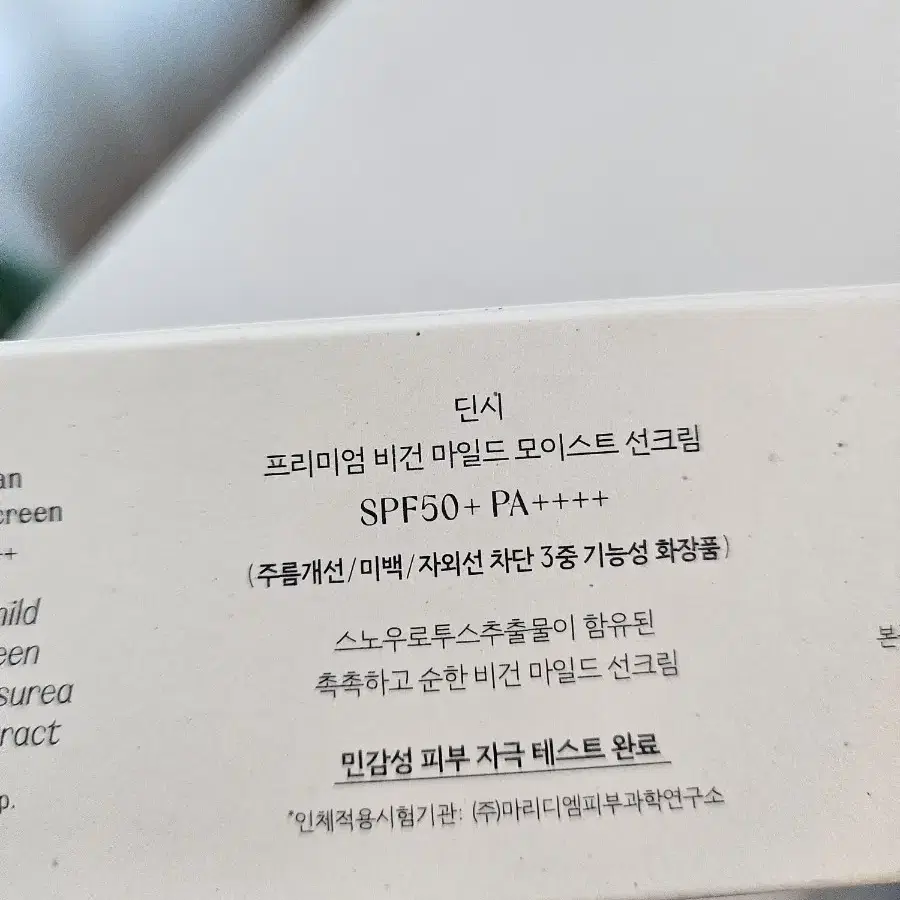 딘시
프리미엄 비건 마일드 모이스트 선크림
SPF50+ PA++++
(주름개선/미백/자외선 차단 3중 기능성 화장품)
스노우로투스추출물이 함유된
촉촉하고 순한 비건 마일드 선크림
민감성 피부 자극 테스트 완료
*인체적용시험기관: (주)마리디엠피부과학연구소
an
creen
++
mild
een
surea
ract
p.
본